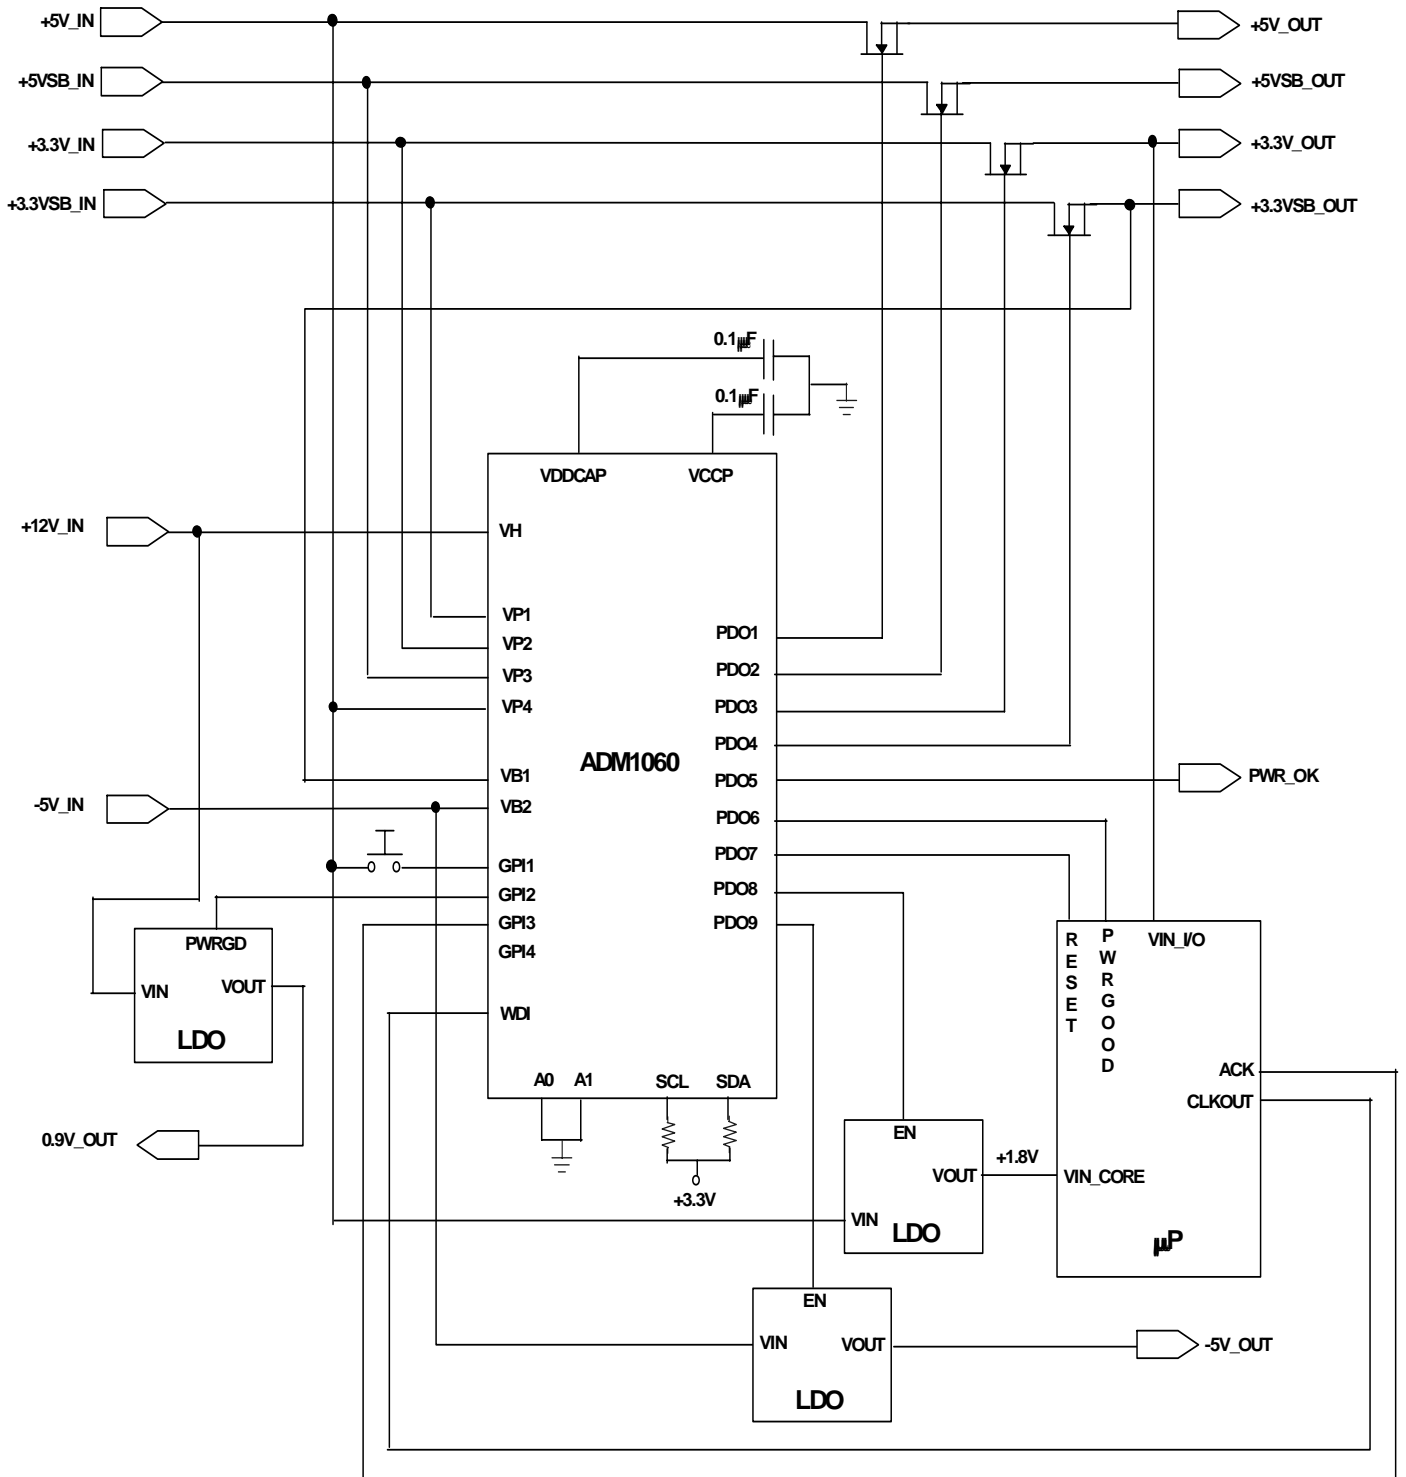 +5V_IN
+5V_OUT
+5VSB_IN
+5VSB_OUT
+3.3V_IN
+3.3V_OUT
+3.3VSB_IN
+3.3VSB_OUT
0.1µF
0.1µF
VDDCAP
VCCP
+12V_IN
VH
VP1
VP2
VP3
VP4
VB1
-5V_IN
VB2
GPI1
GPI2
GPI3
GPI4
WDI
ADM1060
PDO1
PDO2
PDO3
PDO4
PDO5
PDO6
PDO7
PDO8
PDO9
PWR_OK
A0
A1
SCL
SDA
+3.3V
PWRGD
VIN
VOUT
LDO
0.9V_OUT
RESET
PWRGOOD
VIN_I/O
ACK
CLKOUT
VIN_CORE
µP
EN
VOUT
+1.8V
VIN
LDO
EN
VIN
VOUT
LDO
-5V_OUT